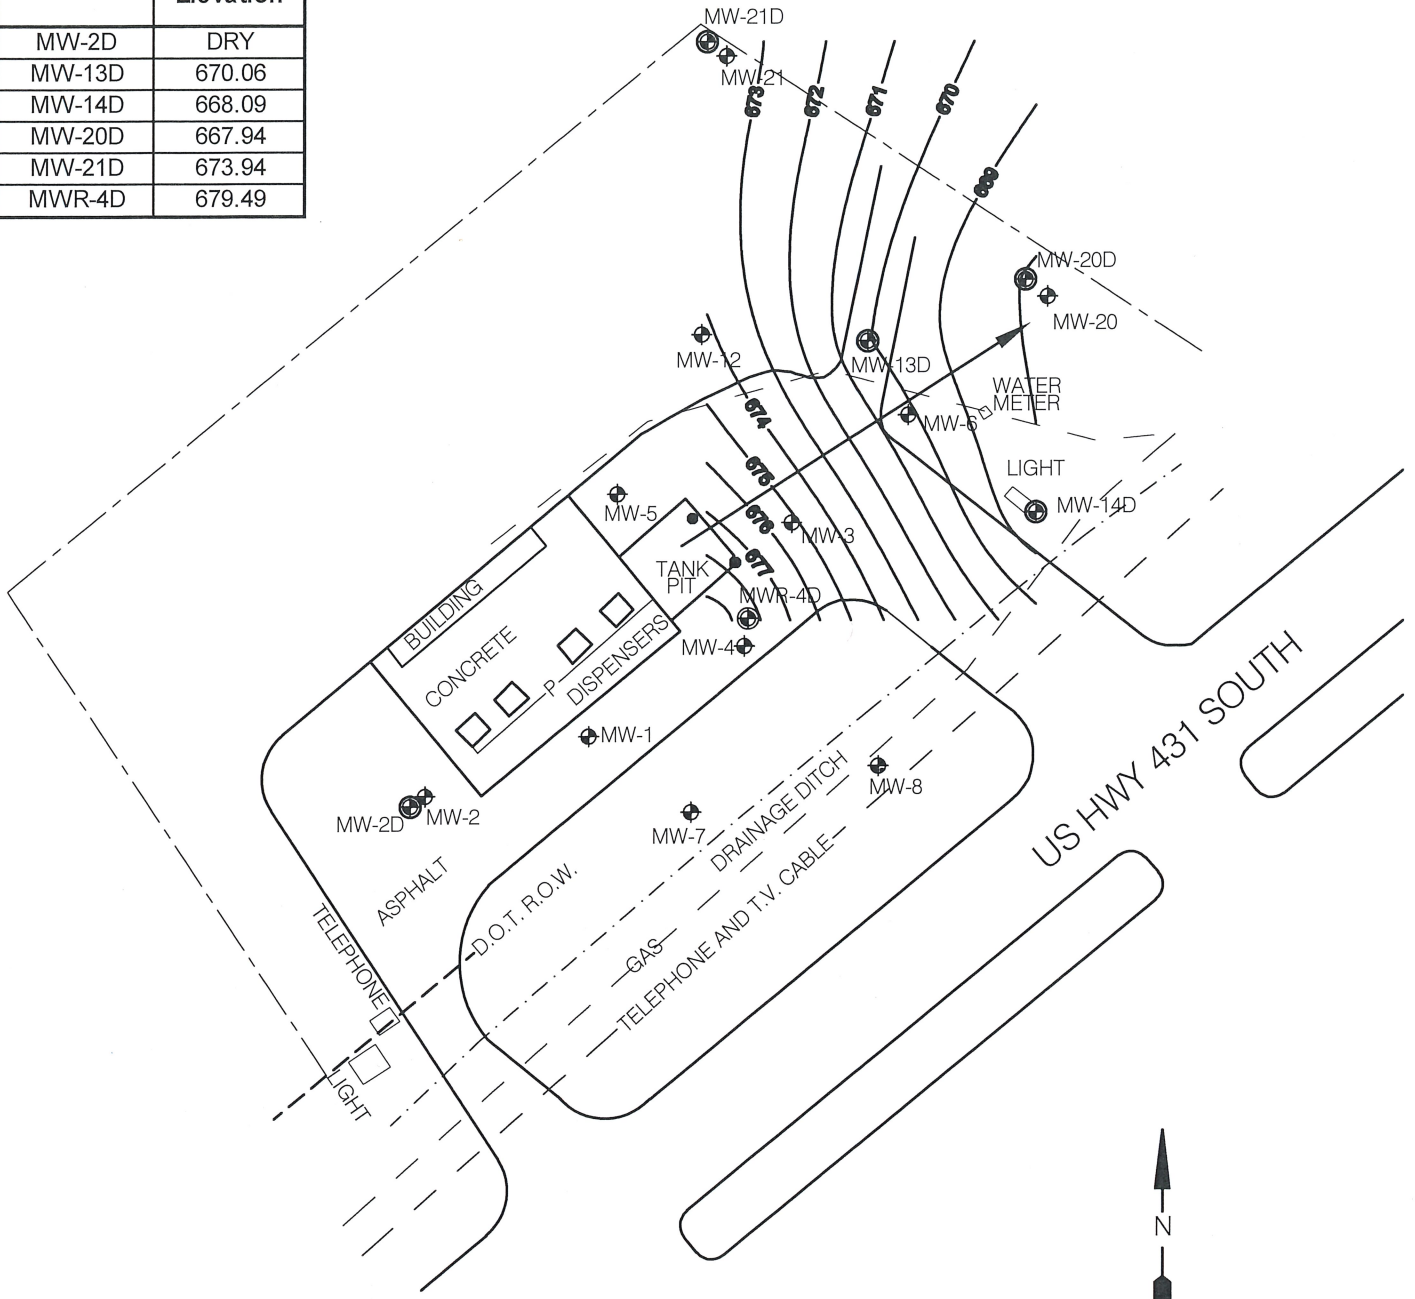 Elevation
MW-2D DRY
MW-13D 670.06
MW-14D 668.09
MW-20D 667.94
MW-21D 673.94
MWR-4D 679.49
MW-21D
MW-21
673
672
671
670
669
MW-20D
MW-20
MW-12
MW-13D
WATER
METER
MW-6
674
675
676
677
LIGHT
MW-14D
MW-5
MW-3
TANK
PIT
MWR-4D
MW-4
BUILDING
CONCRETE
P
DISPENSERS
MW-1
MW-2D
MW-2
MW-7
MW-8
ASPHALT
D.O.T. R.O.W.
DRAINAGE DITCH
GAS
TELEPHONE AND T.V. CABLE
US HWY 431 SOUTH
TELEPHONE
LIGHT
N